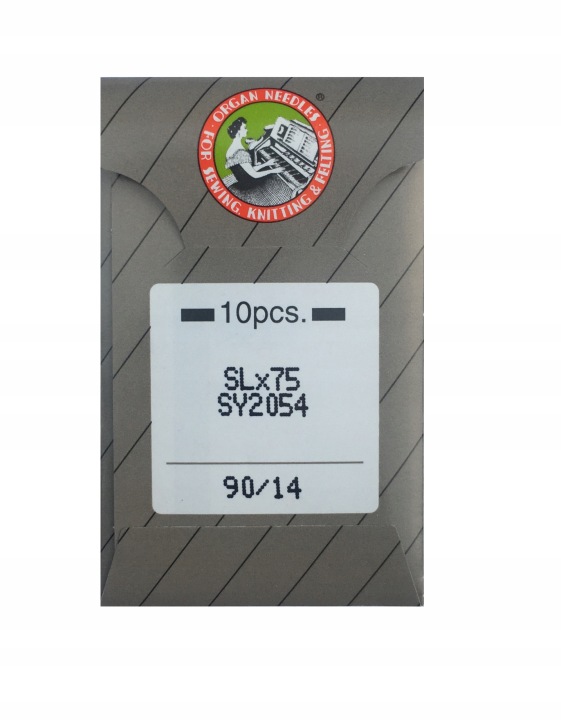 · ORGAN NEEDLES · ®
FOR SEWING, KNITTING & FELTING
10pcs.
SLx75
SY2054
90/14